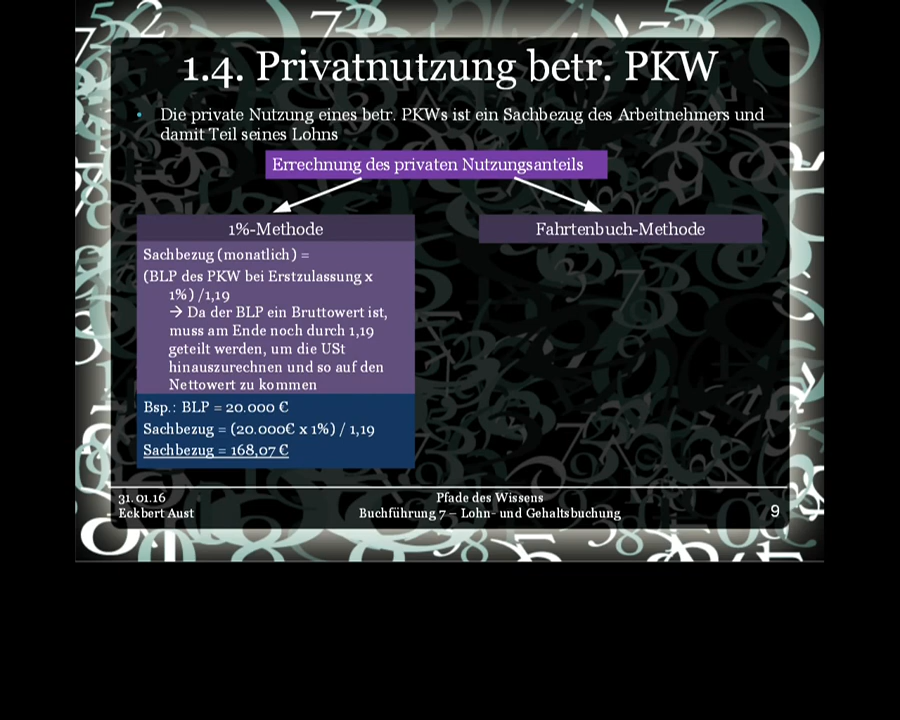 1.4. Privatnutzung betr. PKW
• Die private Nutzung eines betr. PKWs ist ein Sachbezug des Arbeitnehmers und
damit Teil seines Lohns
Errechnung des privaten Nutzungsanteils
1%-Methode
Sachbezug (monatlich) =
(BLP des PKW bei Erstzulassung x
1%) /1,19
→ Da der BLP ein Bruttowert ist,
muss am Ende noch durch 1,19
geteilt werden, um die USt
hinauszurechnen und so auf den
Nettowert zu kommen
Bsp.: BLP = 20.000 €
Sachbezug = (20.000€ x 1%) / 1,19
Sachbezug = 168,07 €
Fahrtenbuch-Methode
31.01.16
Eckbert Aust
Pfade des Wissens
Buchführung 7 – Lohn- und Gehaltsbuchung
9